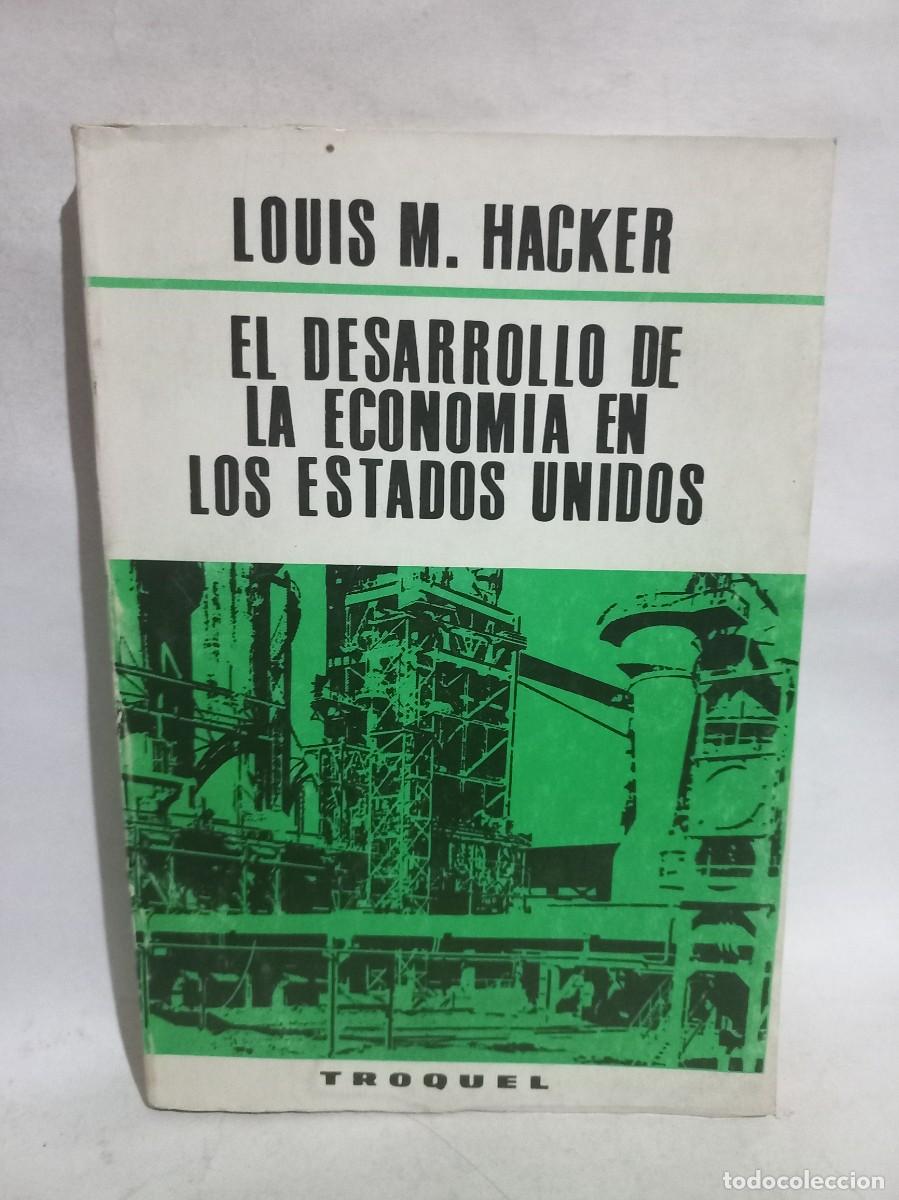 LOUIS M. HACKER
EL DESARROLLO DE
LA ECONOMIA EN
LOS ESTADOS UNIDOS
TROQUEL
todocoleccion